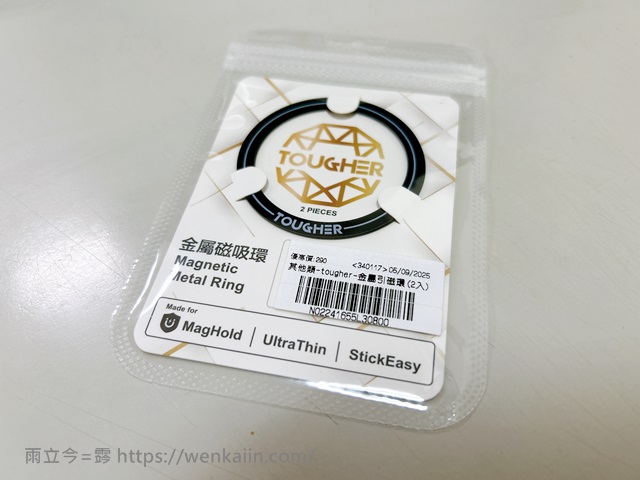 TOUGHER
2 PIECES
TOUGHER
金屬磁吸環
Magnetic
Metal Ring
優惠價:290 <340117>05/09/2025
其他類-tougher-金屬引磁環(2入)
N02241655L30800
Made for
MagHold | UltraThin | StickEasy
雨立今=霒 https://wenkaiin.com/